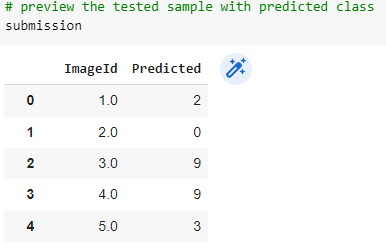 # preview the tested sample with predicted class
submission
ImageId Predicted
0 1.0 2
1 2.0 0
2 3.0 9
3 4.0 9
4 5.0 3